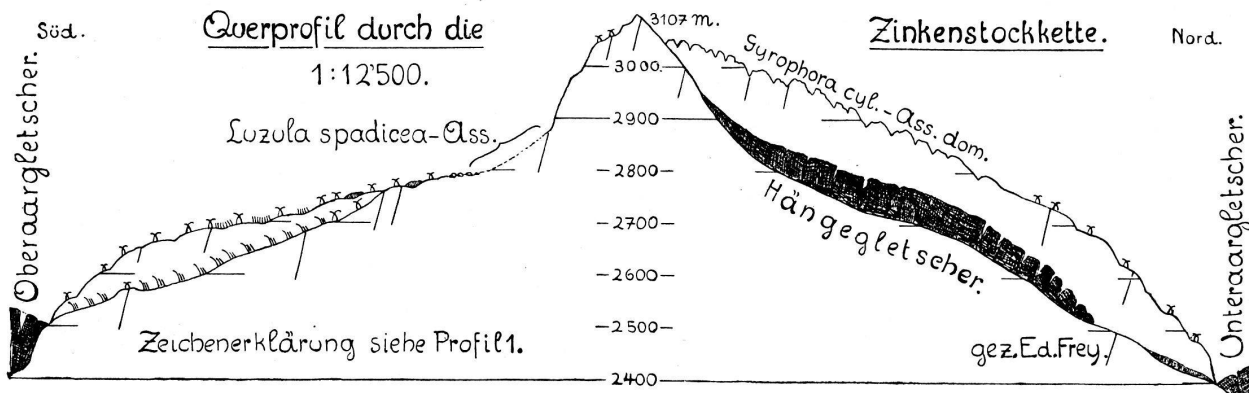 Süd.
Querprofil durch die
Zinkenstockkette.
Nord.
1:12'500.
3107 m.
Oberaargletscher.
Luzula spadicea-Ass.
Gyrophora cyl.-Ass. dom.
Hängegletscher.
Unteraargletscher.
3000
2900
2800
2700
2600
2500
2400
Zeichenerklärung siehe Profil 1.
gez. Ed. Frey.